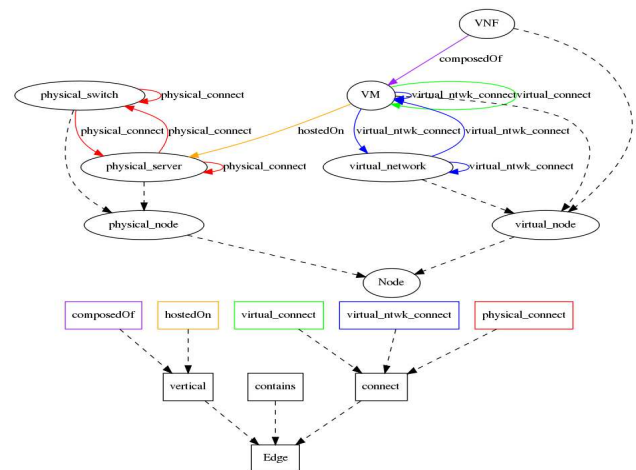 VNF
composedOf
physical_switch
physical_connect
VM
virtual_ntwk_connect
virtual_connect
physical_connect
physical_connect
hostedOn
virtual_ntwk_connect
virtual_ntwk_connect
physical_server
physical_connect
virtual_network
virtual_ntwk_connect
physical_node
virtual_node
Node
composedOf
hostedOn
virtual_connect
virtual_ntwk_connect
physical_connect
vertical
contains
connect
Edge